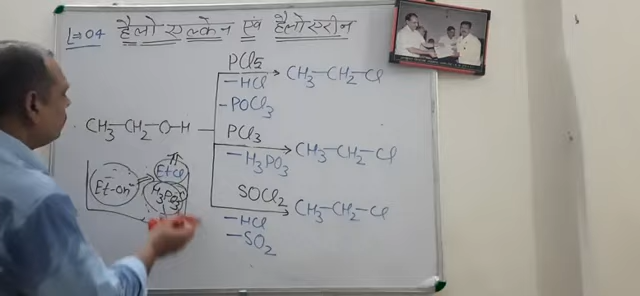 L⇒04 हैलो एल्केन एवं हैलोएरीन
PCl5
-HCl
-POCl3
CH3-CH2-Cl
CH3-CH2-O-H
PCl3
-H3PO3
CH3-CH2-Cl
SOCl2
-HCl
-SO2
CH3-CH2-Cl
Et-OH
Et-Cl
H3PO3